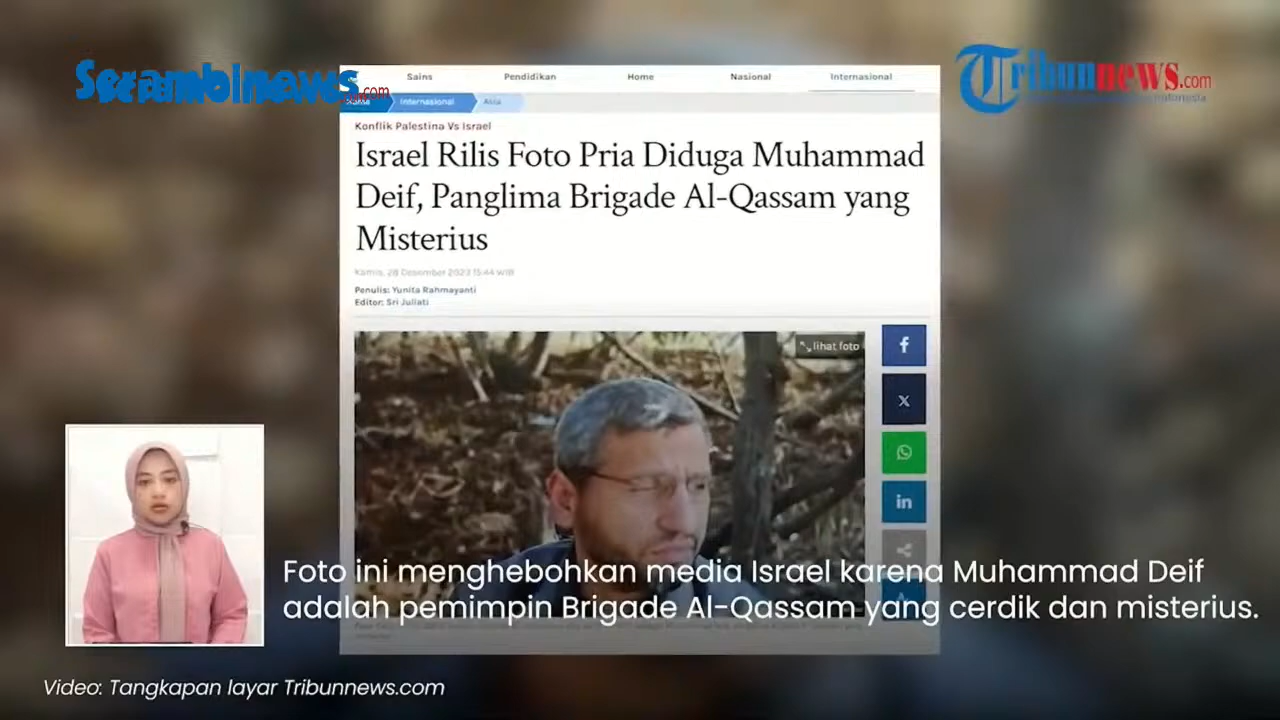 Serambinews.com
Tribunnews.com
Sains
Pendidikan
Home
Nasional
Internasional
Internasional
Asia
Konflik Palestina Vs Israel
Israel Rilis Foto Pria Diduga Muhammad
Deif, Panglima Brigade Al-Qassam yang
Misterius
Kamis, 28 Desember 2023 15:44 WIB
Penulis: Yunita Rahmayanti
Editor: Sri Juliati
lihat foto
Foto ini menghebohkan media Israel karena Muhammad Deif
adalah pemimpin Brigade Al-Qassam yang cerdik dan misterius.
Video: Tangkapan layar Tribunnews.com